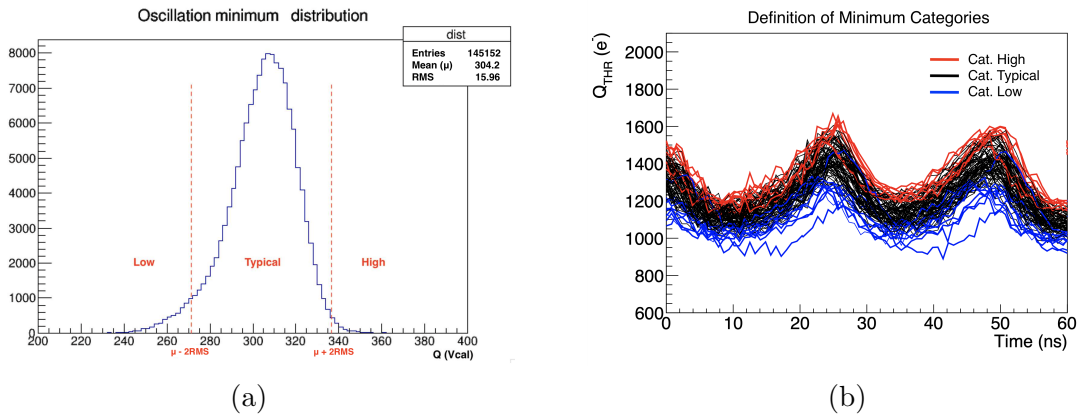 Oscillation minimum distribution
dist
Entries 145152
Mean (μ) 304.2
RMS 15.96
8000
7000
6000
5000
4000
3000
2000
1000
0
Low
Typical
High
200 220 240 260 280 300 320 340 360 380 400
μ - 2RMS
μ + 2RMS
Q (Vcal)
(a)
Definition of Minimum Categories
Q_THR (e⁻)
2000
1800
1600
1400
1200
1000
800
600
Cat. High
Cat. Typical
Cat. Low
0 10 20 30 40 50 60
Time (ns)
(b)